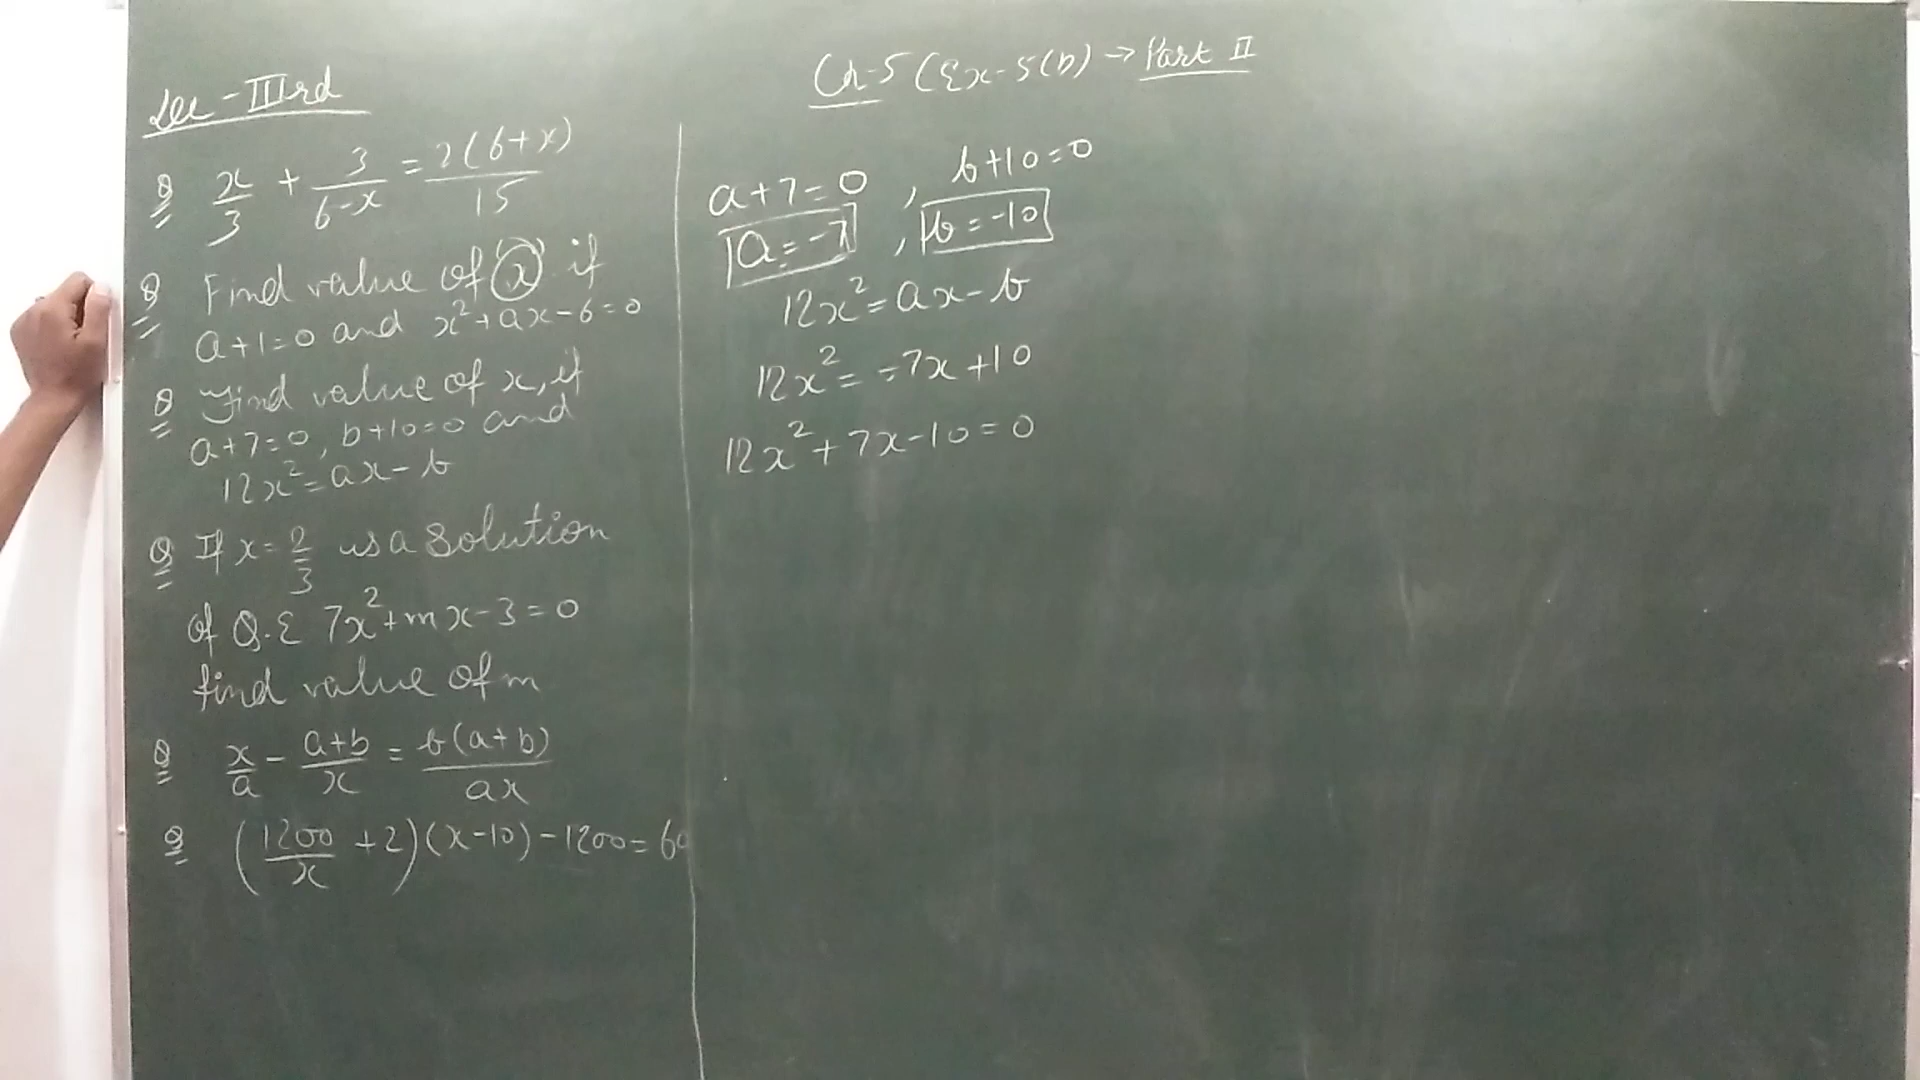 Lec - IIIrd
Ch-5 (Ex-5(b) → Part II
Q x/3 + 3/(6-x) = 2(6+x)/15
Q Find value of 'x' if
a+1=0 and x²+ax-6=0
Q Find value of x, if
a+7=0, b+10=0 and
12x²=ax-b
Q If x=2/3 is a solution
of Q.E 7x²+mx-3=0
find value of m
Q x/a - (a+b)/x = b(a+b)/ax
Q (1200/x +2)(x-10)-1200=60
a+7=0 , b+10=0
a=-7 , b=-10
12x²=ax-b
12x²=-7x+10
12x²+7x-10=0